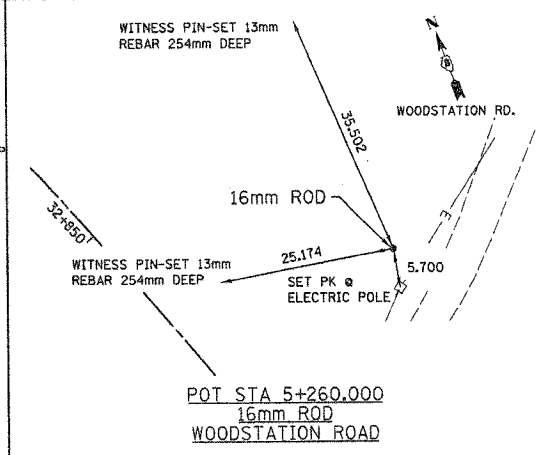 WITNESS PIN-SET 13mm
REBAR 254mm DEEP
N
WOODSTATION RD.
35.502
16mm ROD
E
32+850
25.174
5.700
WITNESS PIN-SET 13mm
REBAR 254mm DEEP
SET PK @
ELECTRIC POLE
POT STA 5+260.000
16mm ROD
WOODSTATION ROAD